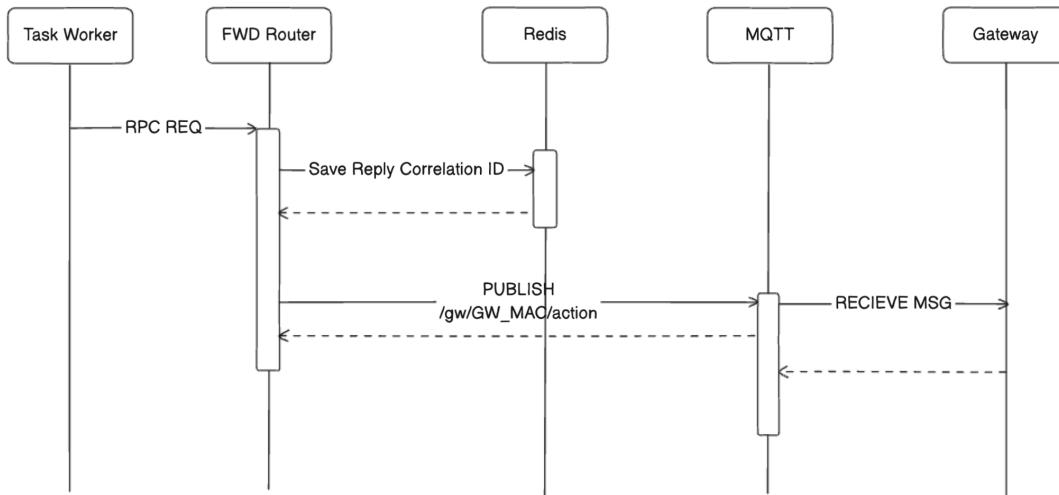 Task Worker
FWD Router
Redis
MQTT
Gateway
RPC REQ
Save Reply Correlation ID
PUBLISH
/gw/GW_MAC/action
RECIEVE MSG